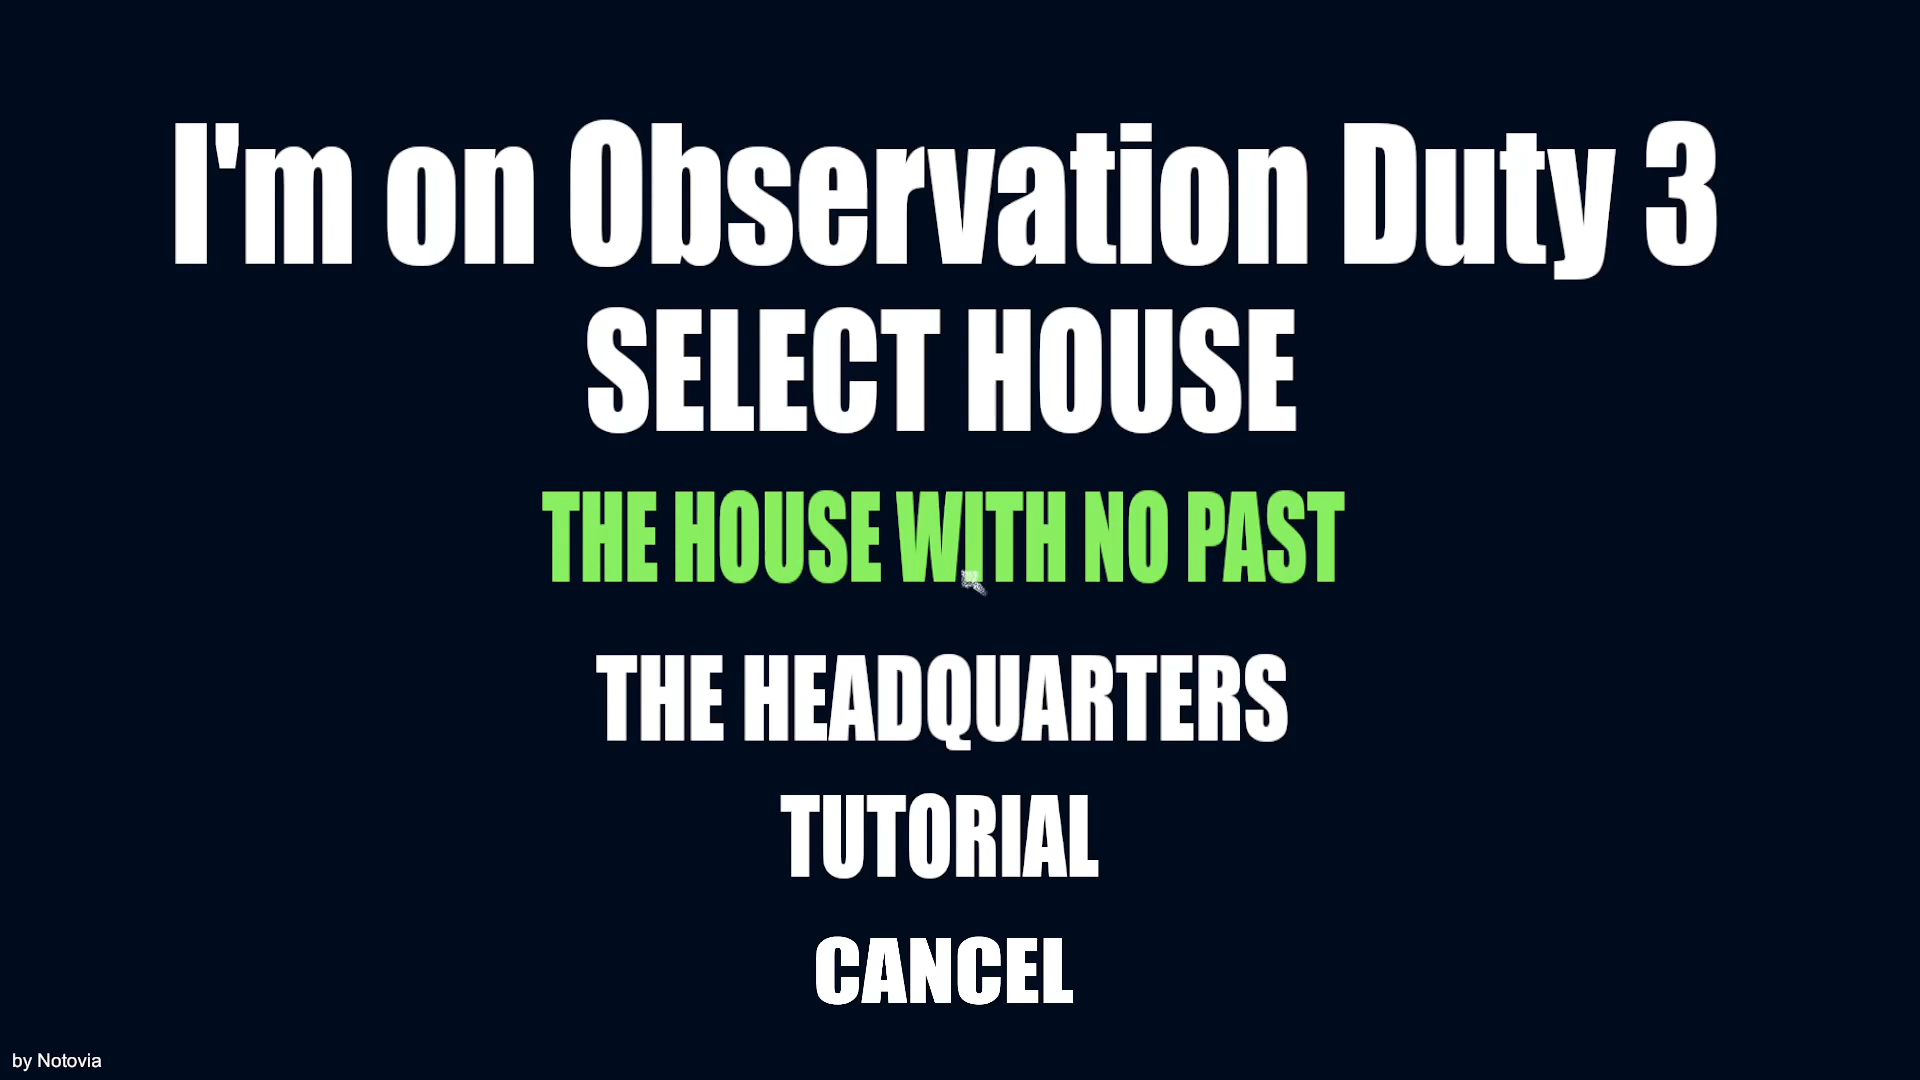 I'm on Observation Duty 3
SELECT HOUSE
THE HOUSE WITH NO PAST
THE HEADQUARTERS
TUTORIAL
CANCEL
by Notovia